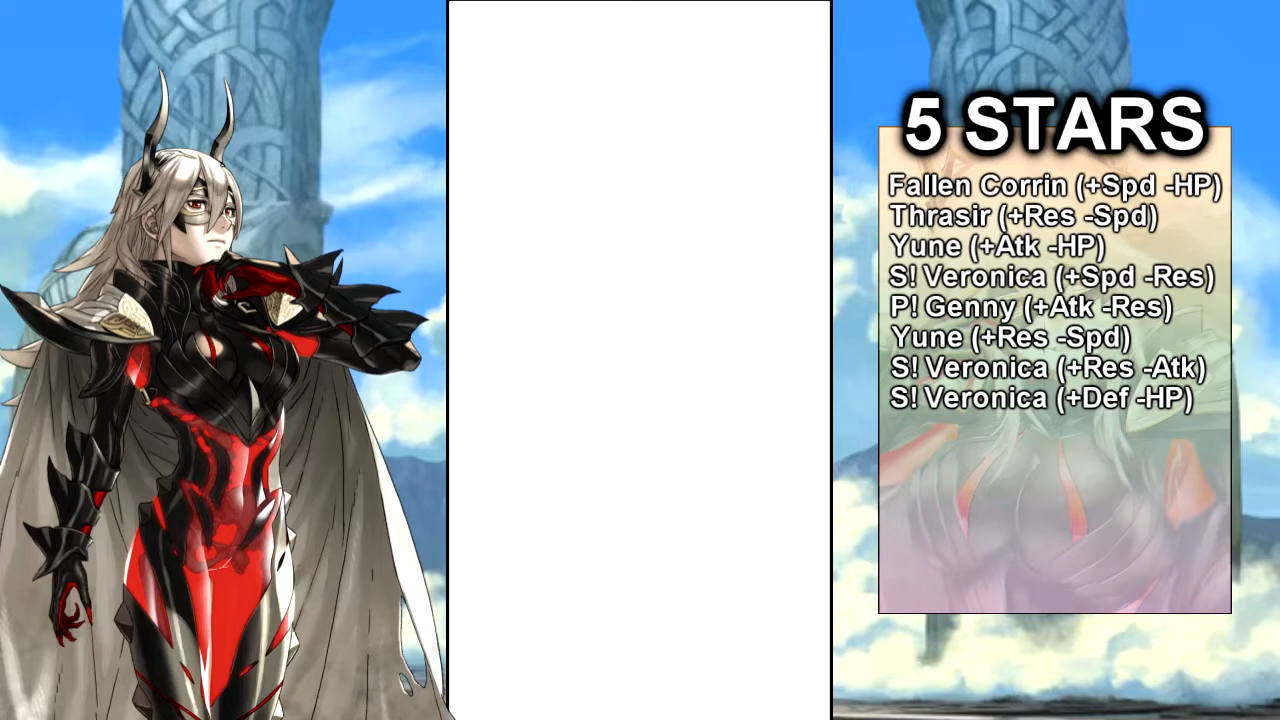 5 STARS
Fallen Corrin (+Spd -HP)
Thrasir (+Res -Spd)
Yune (+Atk -HP)
S! Veronica (+Spd -Res)
P! Genny (+Atk -Res)
Yune (+Res -Spd)
S! Veronica (+Res -Atk)
S! Veronica (+Def -HP)